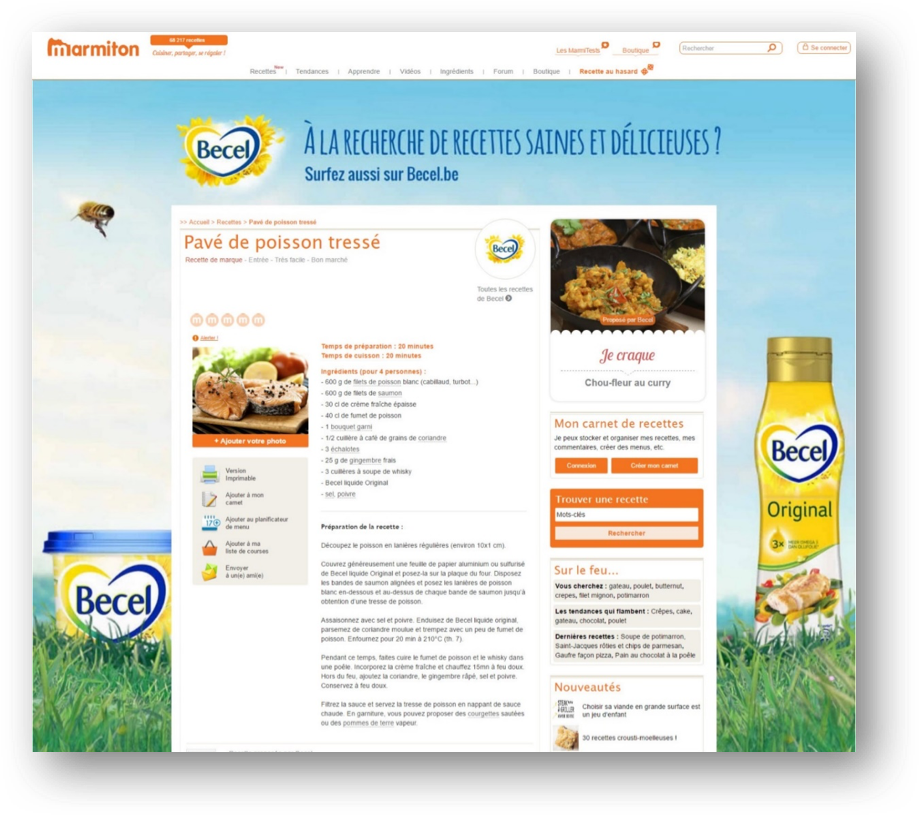 marmiton
68 217 recettes
Cuisiner, partager, se régaler !
Les MarmiTests
Boutique
Rechercher
Se connecter
Recettes New | Tendances | Apprendre | Vidéos | Ingrédients | Forum | Boutique | Recette au hasard
Becel
À LA RECHERCHE DE RECETTES SAINES ET DÉLICIEUSES ?
Surfez aussi sur Becel.be
>> Accueil > Recettes > Pavé de poisson tressé
Pavé de poisson tressé
Recette de marque - Entrée - Très facile - Bon marché
Becel
Toutes les recettes
de Becel
m m m m m
Temps de préparation : 20 minutes
Temps de cuisson : 20 minutes
Ingrédients (pour 4 personnes) :
- 600 g de filets de poisson blanc (cabillaud, turbot...)
- 600 g de filets de saumon
- 30 cl de crème fraîche épaisse
- 40 cl de fumet de poisson
- 1 bouquet garni
- 1/2 cuillère à café de grains de coriandre
- 3 échalotes
- 25 g de gingembre frais
- 3 cuillères à soupe de whisky
- Becel liquide Original
- sel, poivre
+ Ajouter votre photo
Version
Imprimable
Ajouter à mon
carnet
17
Ajouter au planificateur
de menu
Ajouter à ma
liste de courses
Envoyer
à un(e) ami(e)
Préparation de la recette :
Découpez le poisson en lanières régulières (environ 10x1 cm).
Couvrez généreusement une feuille de papier aluminium ou sulfurisé
de Becel liquide Original et posez-la sur la plaque du four. Disposez
les bandes de saumon alignées et posez les lanières de poisson
blanc en-dessous et au-dessus de chaque bande de saumon jusqu'à
obtention d'une tresse de poisson.
Assaisonnez avec sel et poivre. Enduisez de Becel liquide original,
parsemez de coriandre moulue et trempez avec un peu de fumet de
poisson. Enfournez pour 20 min à 210°C (th. 7).
Pendant ce temps, faites cuire le fumet de poisson et le whisky dans
une poêle. Incorporez la crème fraîche et chauffez 15mn à feu doux.
Hors du feu, ajoutez la coriandre, le gingembre râpé, sel et poivre.
Conservez à feu doux.
Filtrez la sauce et servez la tresse de poisson en nappant de sauce
chaude. En garniture, vous pouvez proposer des courgettes sautées
ou des pommes de terre vapeur.
Proposé par Becel
Je craque
Chou-fleur au curry
Mon carnet de recettes
Je peux stocker et organiser mes recettes, mes
commentaires, créer des menus, etc.
Connexion
Créer mon carnet
Trouver une recette
Mots-clés
Rechercher
Sur le feu...
Vous cherchez : gateau, poulet, butternut,
crepes, filet mignon, potimarron
Les tendances qui flambent : Crêpes, cake,
gateau, chocolat, poulet
Dernières recettes : Soupe de potimarron,
Saint-Jacques rôties et chips de parmesan,
Gaufre façon pizza, Pain au chocolat à la poêle
Nouveautés
Choisir sa viande en grande surface est
un jeu d'enfant
30 recettes crousti-moelleuses !
Becel
Becel
Original
3x